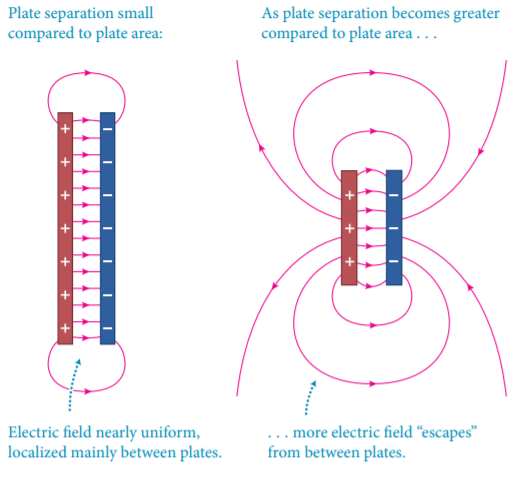 Plate separation small
compared to plate area:
As plate separation becomes greater
compared to plate area . . .
+ −
+ −
+ −
+ −
+ −
+ −
+ −
+ −
+ −
+ −
Electric field nearly uniform,
localized mainly between plates.
. . . more electric field “escapes”
from between plates.